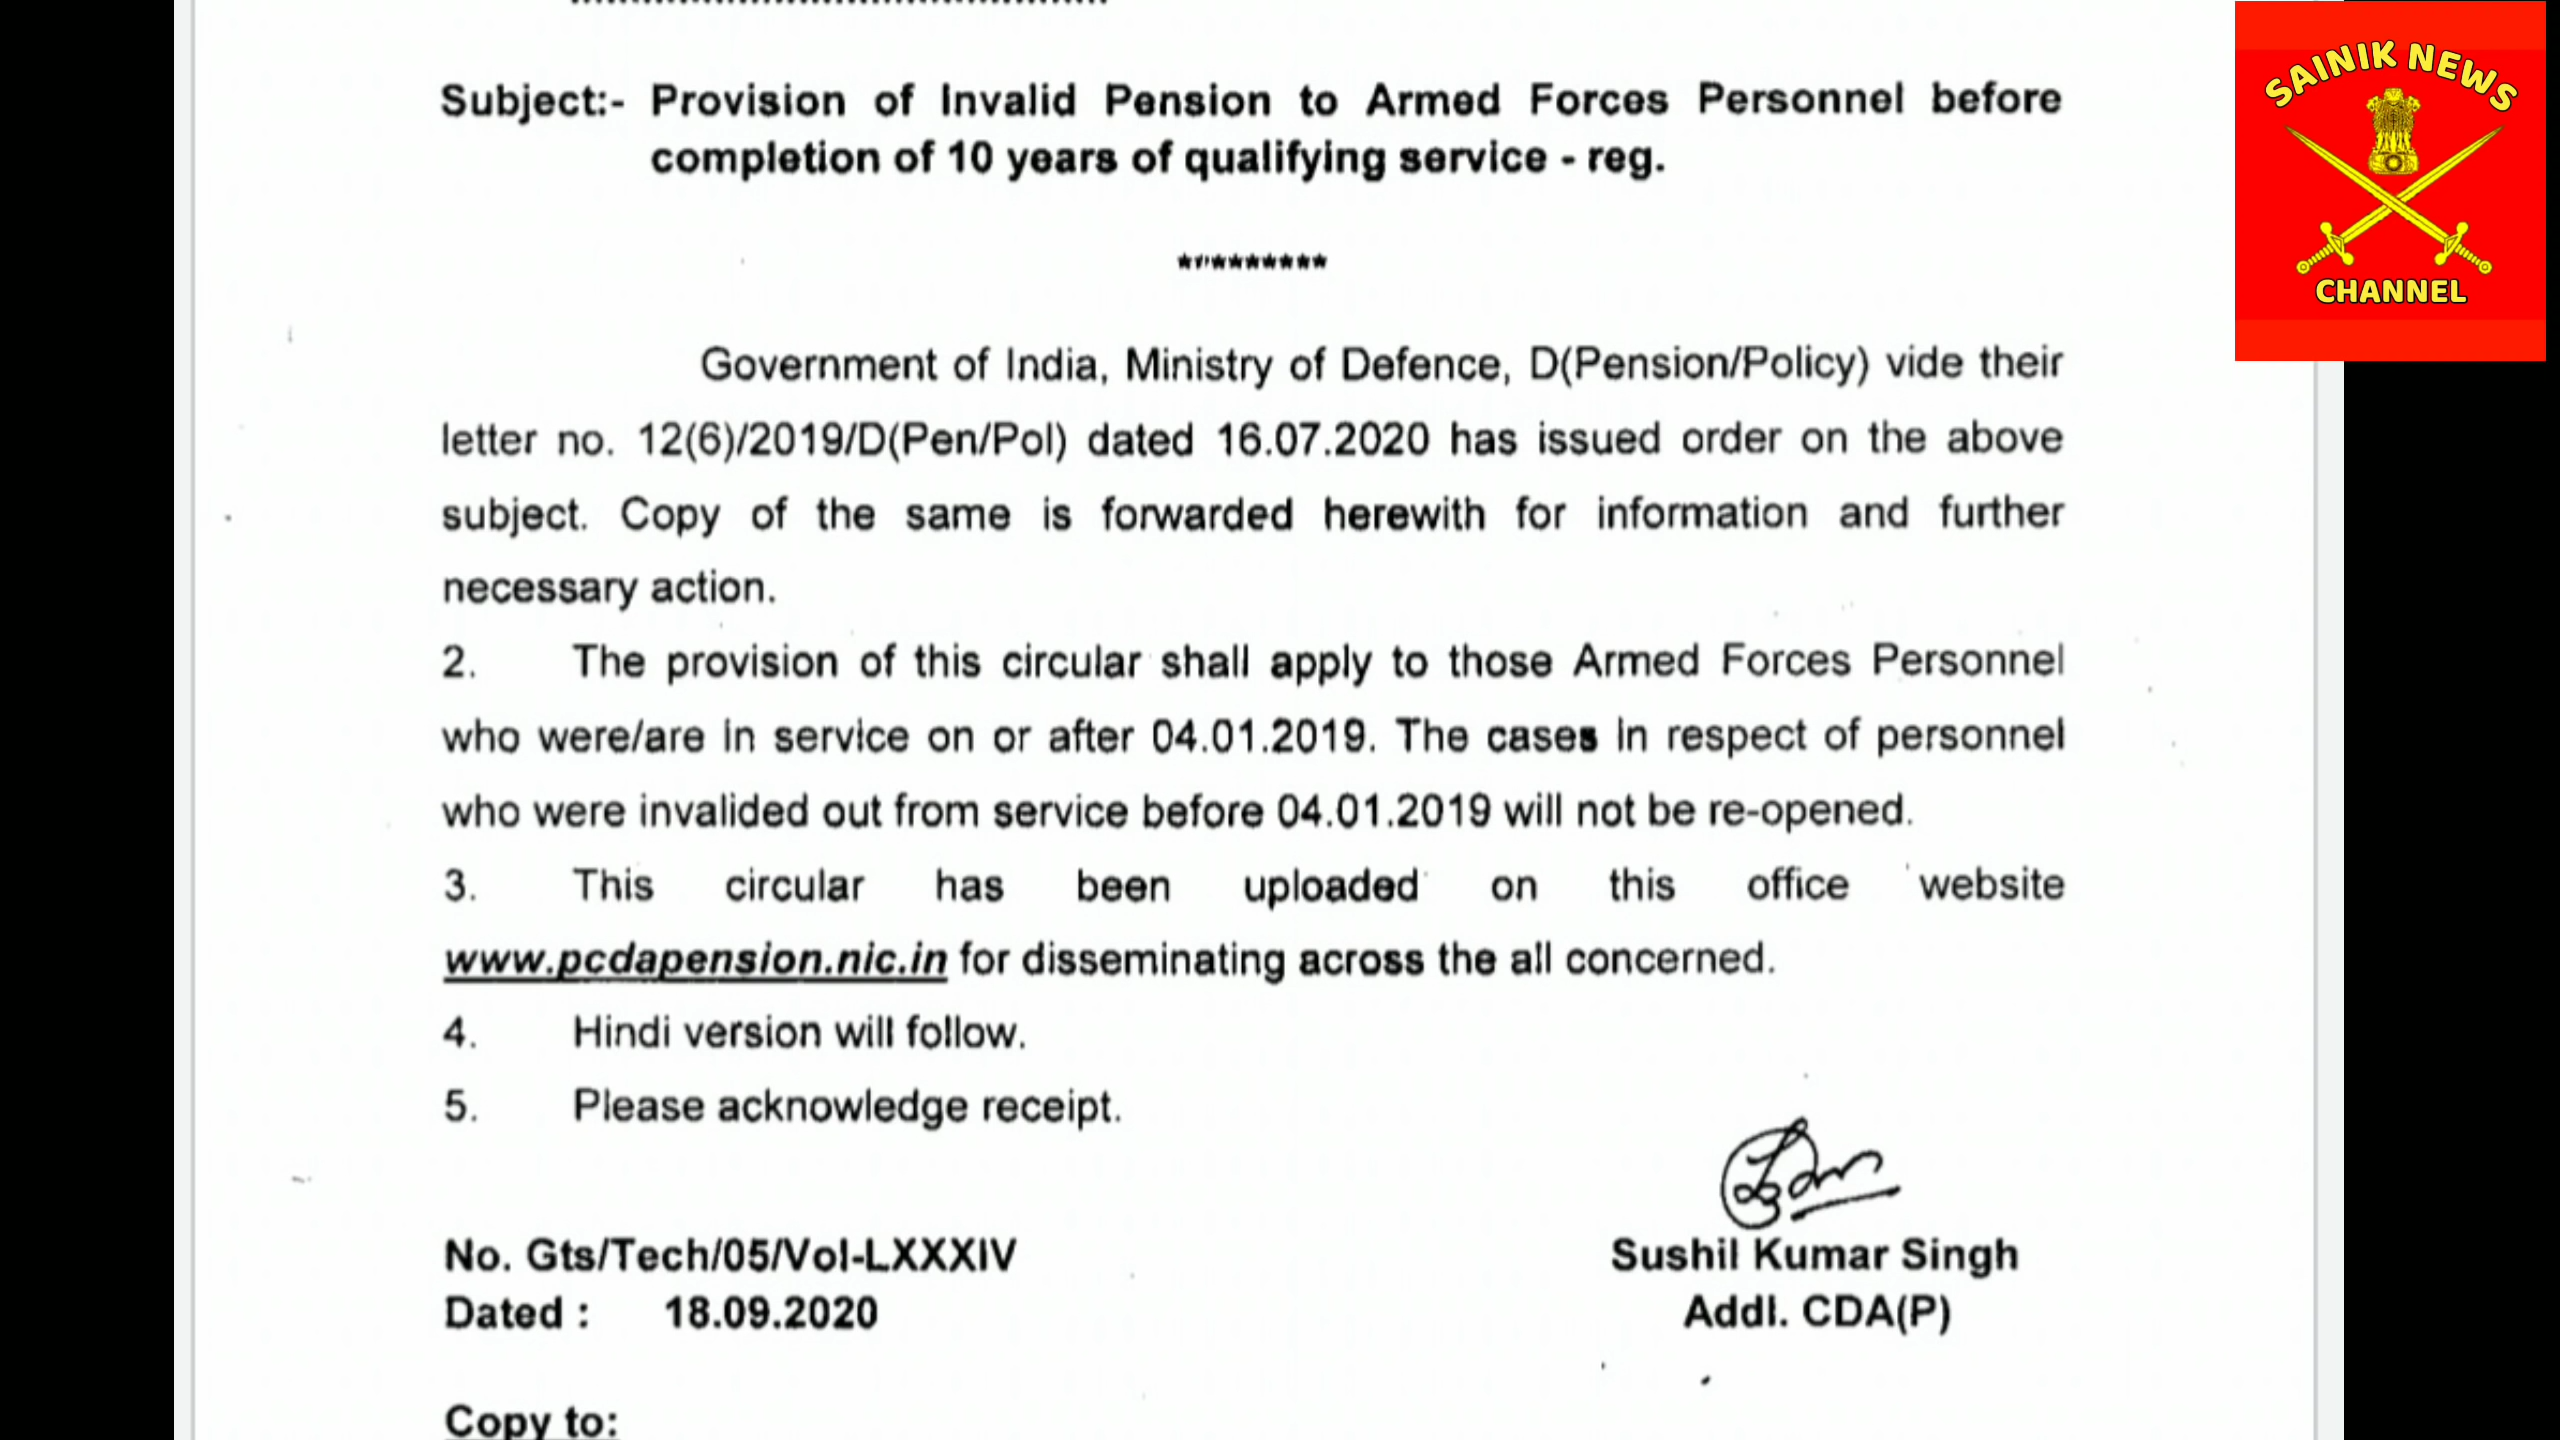 Subject:- Provision of Invalid Pension to Armed Forces Personnel before
completion of 10 years of qualifying service - reg.
**********
Government of India, Ministry of Defence, D(Pension/Policy) vide their
letter no. 12(6)/2019/D(Pen/Pol) dated 16.07.2020 has issued order on the above
subject. Copy of the same is forwarded herewith for information and further
necessary action.
2. The provision of this circular shall apply to those Armed Forces Personnel
who were/are in service on or after 04.01.2019. The cases in respect of personnel
who were invalided out from service before 04.01.2019 will not be re-opened.
3. This circular has been uploaded on this office website
www.pcdapension.nic.in for disseminating across the all concerned.
4. Hindi version will follow.
5. Please acknowledge receipt.
No. Gts/Tech/05/Vol-LXXXIV
Dated : 18.09.2020
Sushil Kumar Singh
Addl. CDA(P)
Copy to:
SAINIK NEWS
CHANNEL